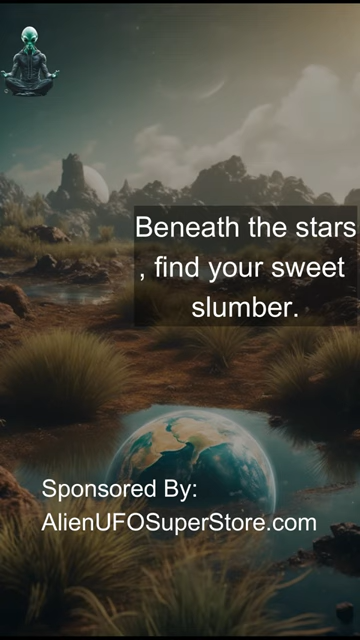 Beneath the stars
, find your sweet
slumber.
Sponsored By:
AlienUFOSuperStore.com